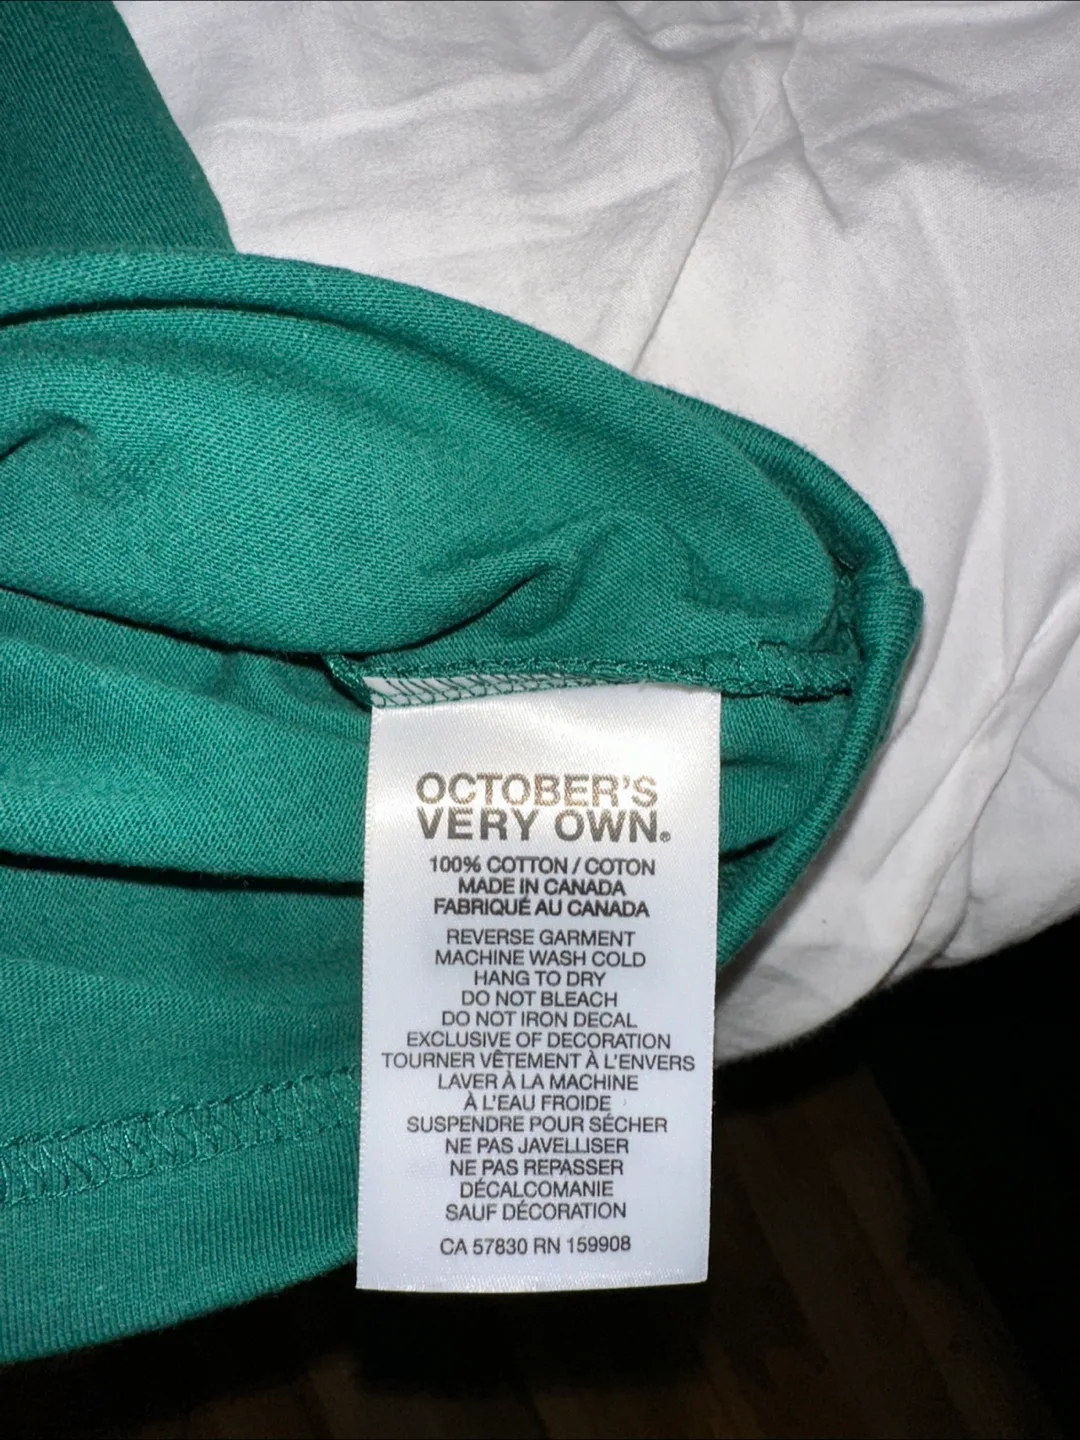 OCTOBER'S
VERY OWN®
100% COTTON / COTON
MADE IN CANADA
FABRIQUÉ AU CANADA
REVERSE GARMENT
MACHINE WASH COLD
HANG TO DRY
DO NOT BLEACH
DO NOT IRON DECAL
EXCLUSIVE OF DECORATION
TOURNER VÊTEMENT À L'ENVERS
LAVER À LA MACHINE
À L'EAU FROIDE
SUSPENDRE POUR SÉCHER
NE PAS JAVELLISER
NE PAS REPASSER
DÉCALCOMANIE
SAUF DÉCORATION
CA 57830 RN 159908